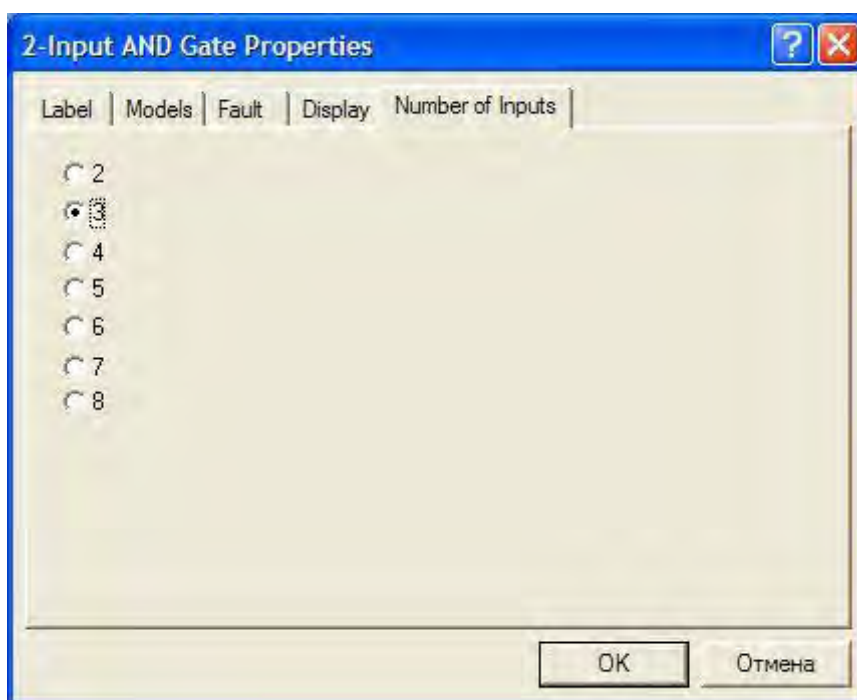 2-Input AND Gate Properties
Label Models Fault Display Number of Inputs
2
3
4
5
6
7
8
OK Отмена